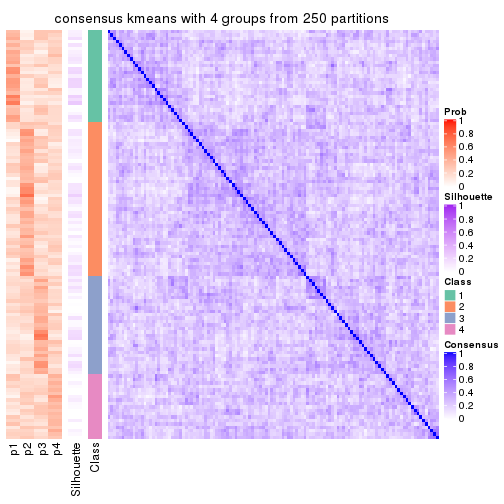 consensus kmeans with 4 groups from 250 partitions
Prob
1
0.8
0.6
0.4
0.2
0
Silhouette
1
0.8
0.6
0.4
0.2
0
Class
1
2
3
4
Consensus
1
0.8
0.6
0.4
0.2
0
p1
p2
p3
p4
Silhouette
Class